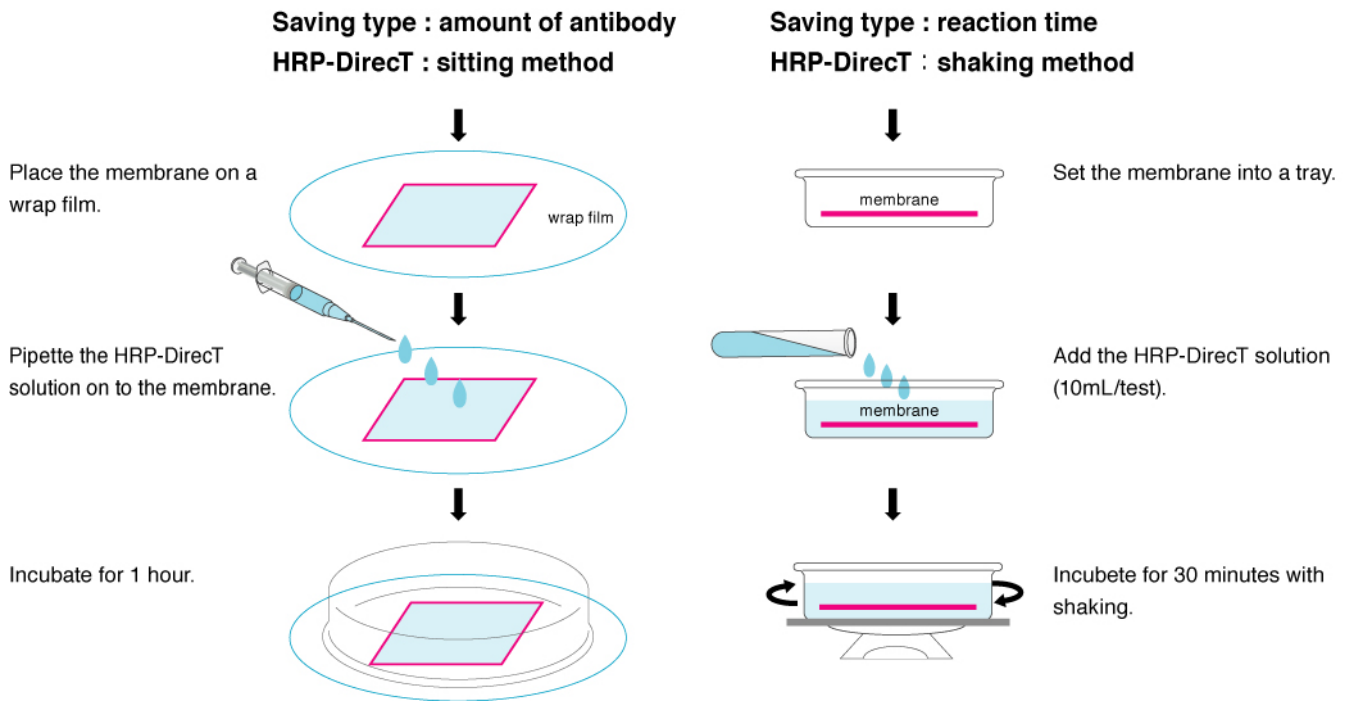 Saving type : amount of antibody
HRP-DirecT : sitting method
Saving type : reaction time
HRP-DirecT : shaking method
Place the membrane on a
wrap film.
wrap film
membrane
Set the membrane into a tray.
Pipette the HRP-DirecT
solution on to the membrane.
membrane
Add the HRP-DirecT solution
(10mL/test).
Incubate for 1 hour.
Incubete for 30 minutes with
shaking.